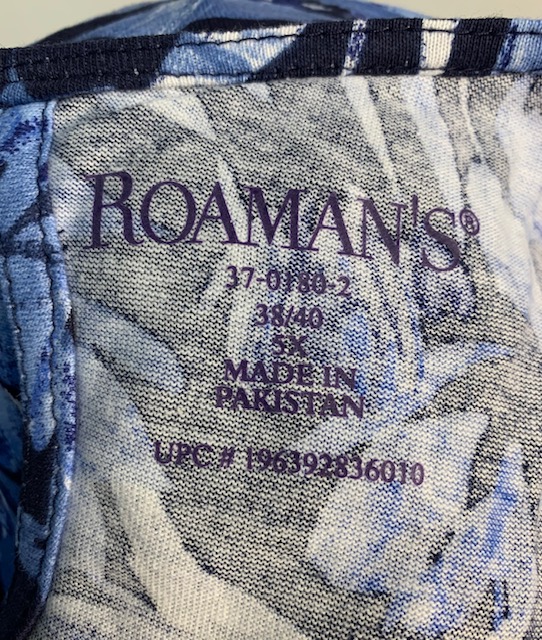 ROAMAN'S®
37-0180-2
38/40
5X
MADE IN
PAKISTAN
UPC # 196392836010